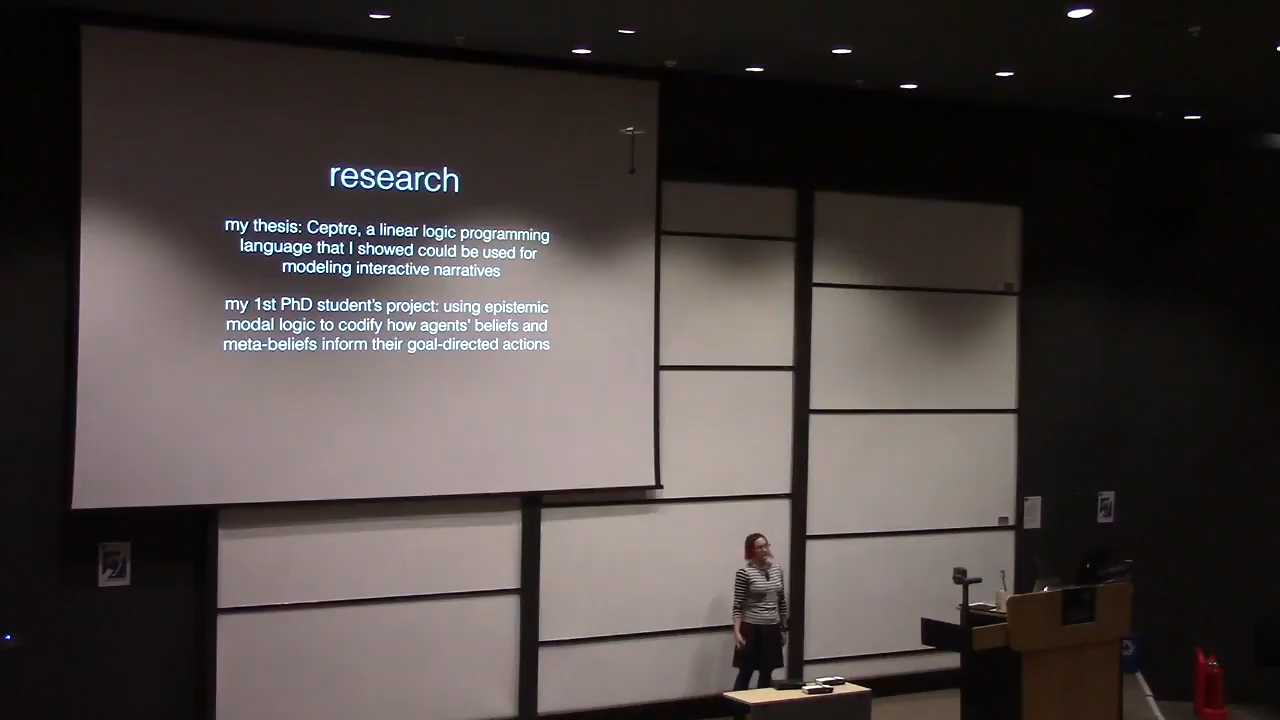 research
my thesis: Ceptre, a linear logic programming
language that I showed could be used for
modeling interactive narratives
my 1st PhD student's project: using epistemic
modal logic to codify how agents' beliefs and
meta-beliefs inform their goal-directed actions